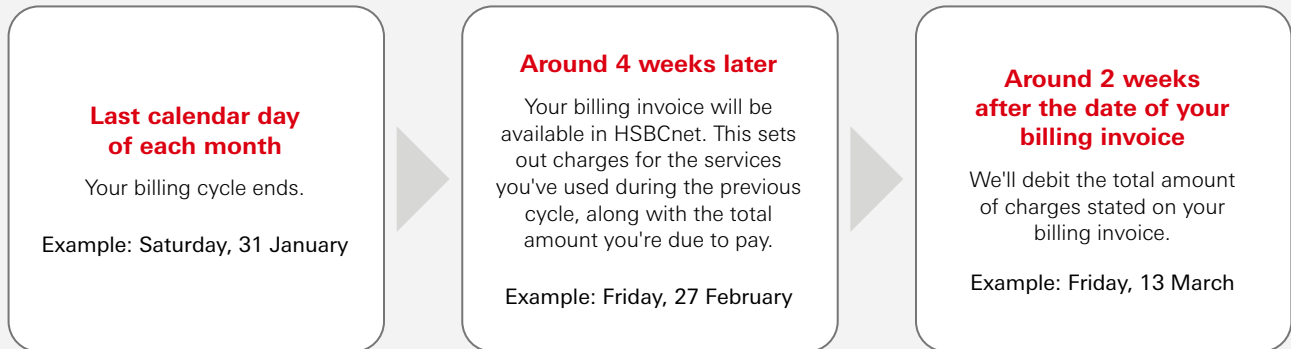 Last calendar day
of each month
Your billing cycle ends.
Example: Saturday, 31 January
Around 4 weeks later
Your billing invoice will be
available in HSBCnet. This sets
out charges for the services
you've used during the previous
cycle, along with the total
amount you're due to pay.
Example: Friday, 27 February
Around 2 weeks
after the date of your
billing invoice
We'll debit the total amount
of charges stated on your
billing invoice.
Example: Friday, 13 March